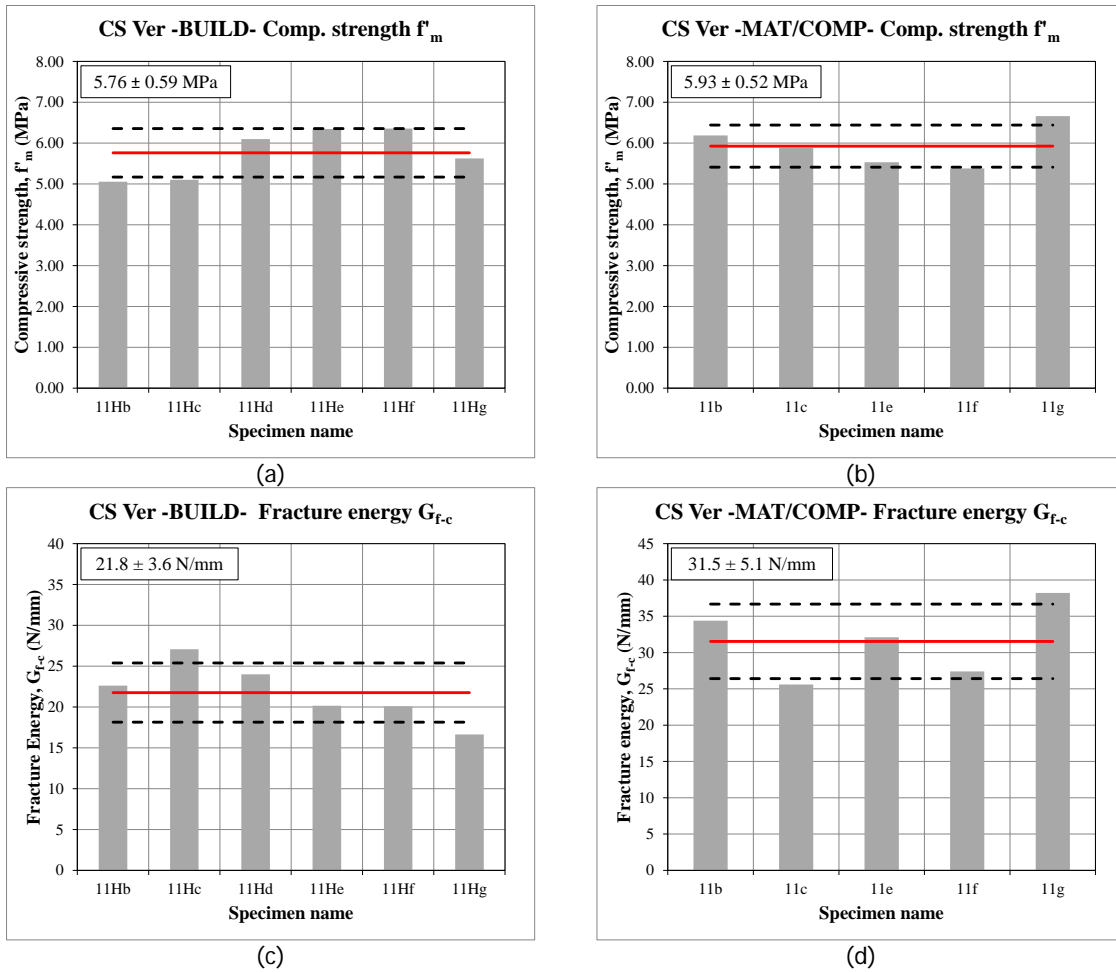 CS Ver -BUILD- Comp. strength f'm
5.76 ± 0.59 MPa
Compressive strength, f'm (MPa)
8.00
7.00
6.00
5.00
4.00
3.00
2.00
1.00
0.00
11Hb 11Hc 11Hd 11He 11Hf 11Hg
Specimen name
(a)
CS Ver -MAT/COMP- Comp. strength f'm
5.93 ± 0.52 MPa
Compressive strength, f'm (MPa)
8.00
7.00
6.00
5.00
4.00
3.00
2.00
1.00
0.00
11b 11c 11e 11f 11g
Specimen name
(b)
CS Ver -BUILD- Fracture energy Gf-c
21.8 ± 3.6 N/mm
Fracture Energy, Gf-c (N/mm)
40
35
30
25
20
15
10
5
0
11Hb 11Hc 11Hd 11He 11Hf 11Hg
Specimen name
(c)
CS Ver -MAT/COMP- Fracture energy Gf-c
31.5 ± 5.1 N/mm
Fracture energy, Gf-c (N/mm)
45
40
35
30
25
20
15
10
5
0
11b 11c 11e 11f 11g
Specimen name
(d)